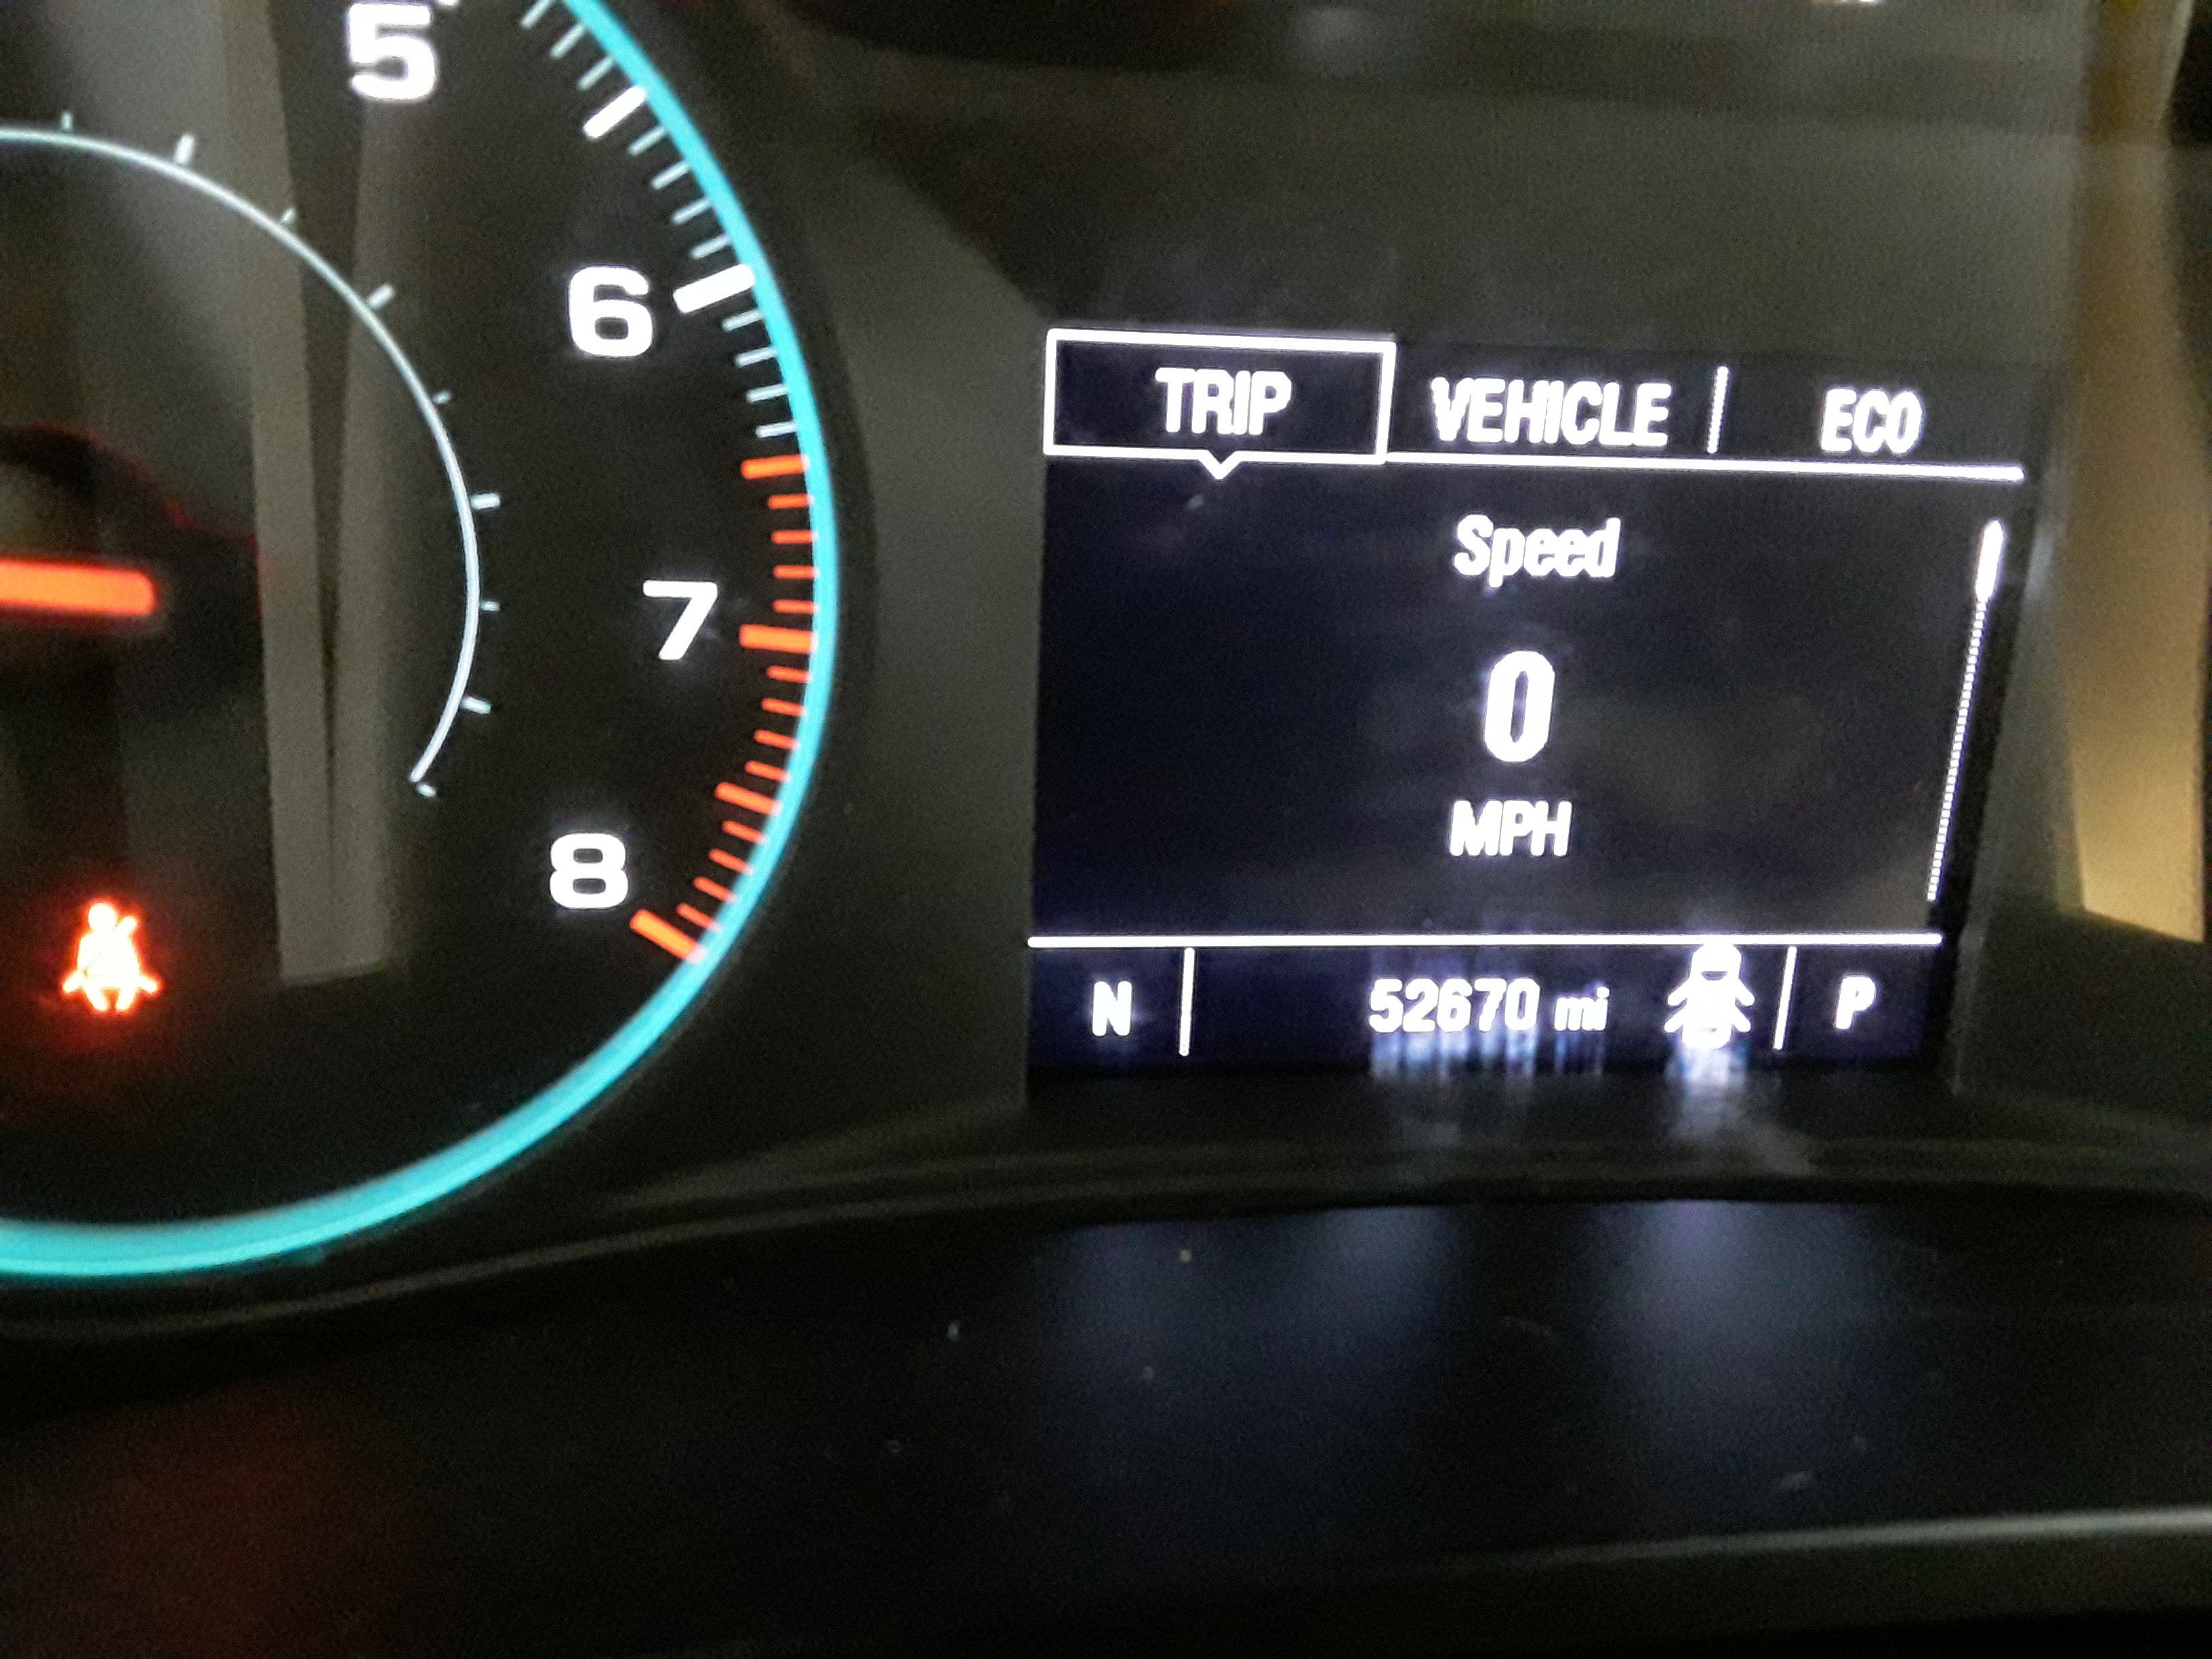 5
6
7
8
TRIP VEHICLE ECO
Speed
0
MPH
N 52670 mi P